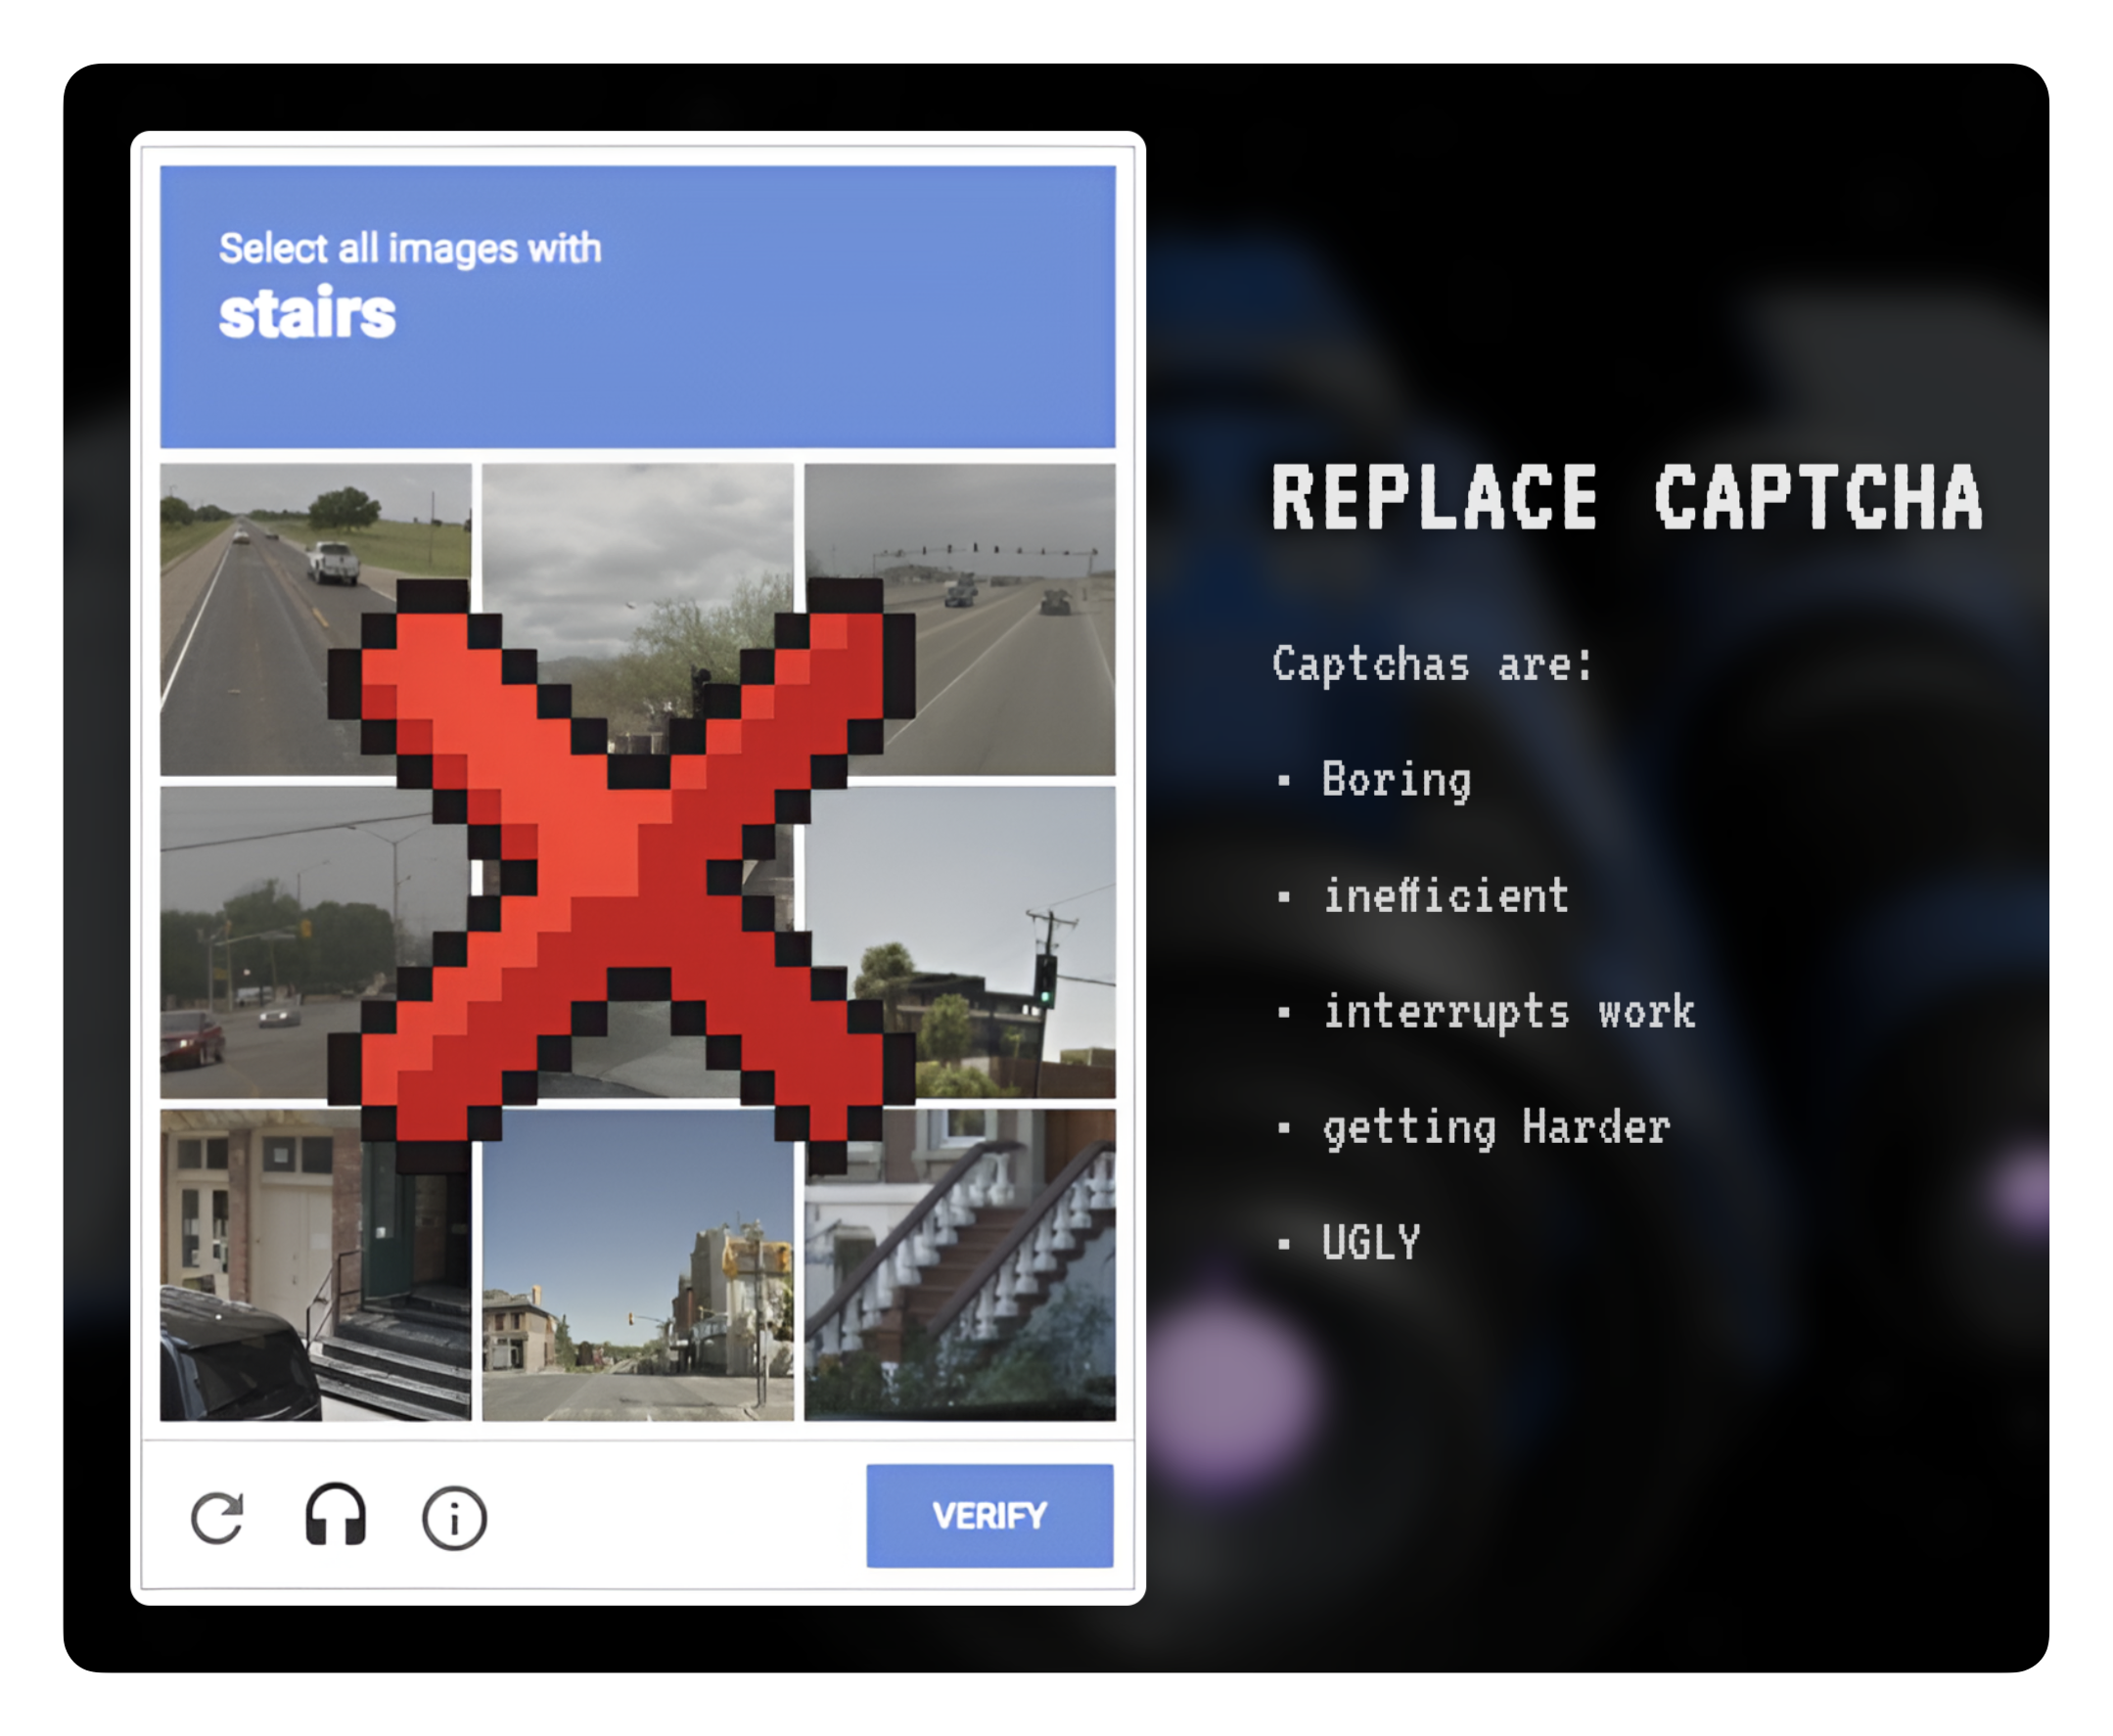 Select all images with
stairs
VERIFY
REPLACE CAPTCHA
Captchas are:
▪ Boring
▪ inefficient
▪ interrupts work
▪ getting Harder
▪ UGLY